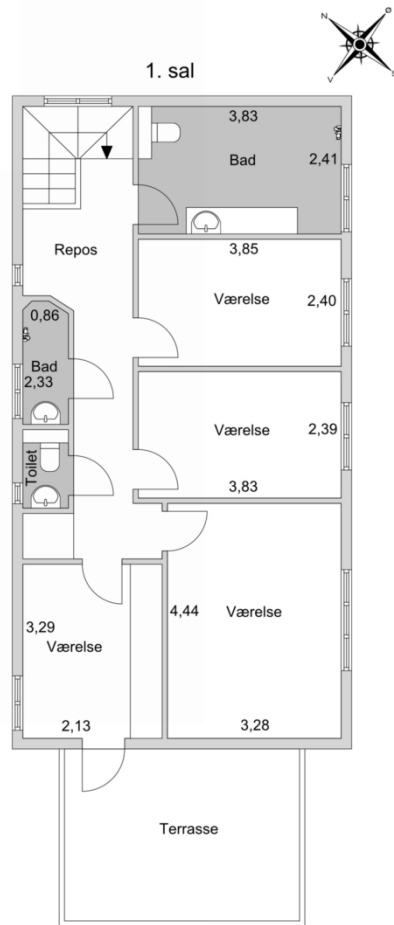 N
Ø
V
S
1. sal
3,83
Bad
2,41
Repos
3,85
Værelse
2,40
0,86
Bad
2,33
Værelse
2,39
3,83
Toilet
4,44
Værelse
3,29
Værelse
2,13
3,28
Terrasse